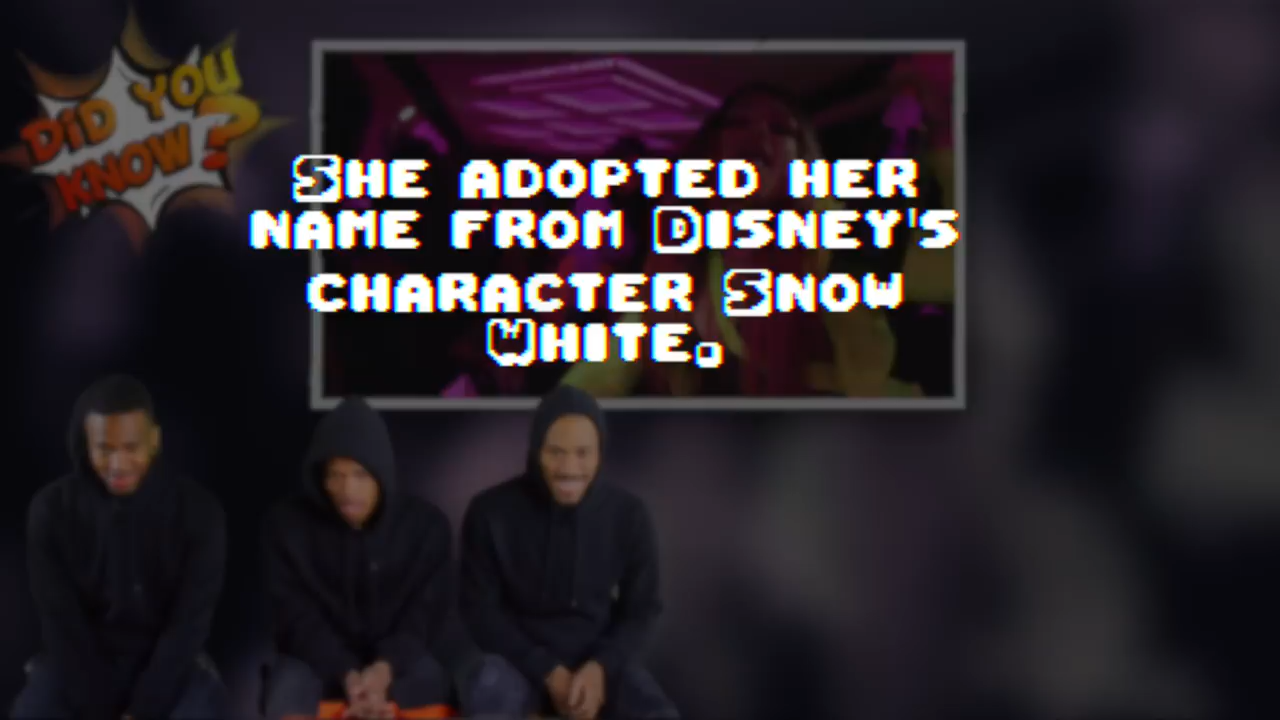 DiD YOU
KNOW?
She adopted her
name from Disney's
character Snow
White.